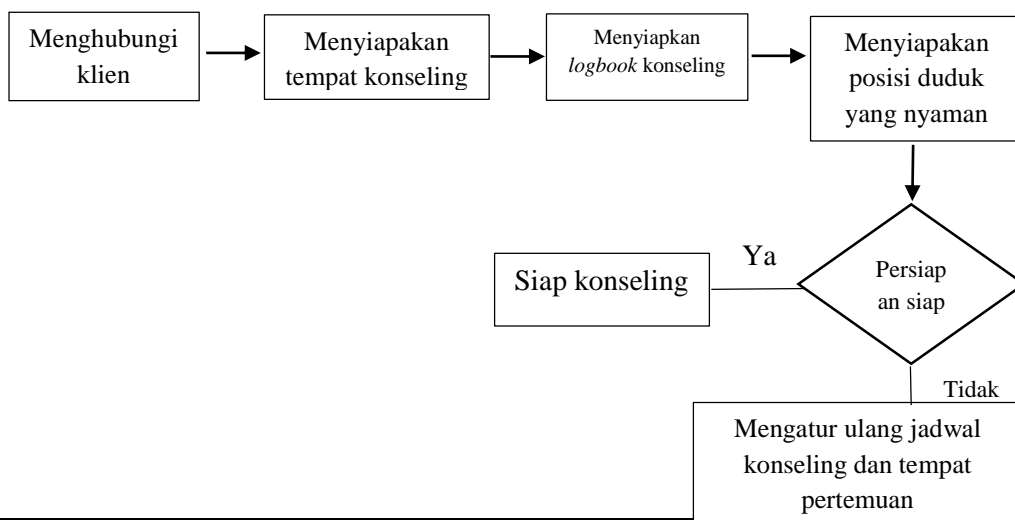 Menghubungi
klien
Menyiapakan
tempat konseling
Menyiapkan
logbook konseling
Menyiapakan
posisi duduk
yang nyaman
Ya
Siap konseling
Persiap
an siap
Tidak
Mengatur ulang jadwal
konseling dan tempat
pertemuan